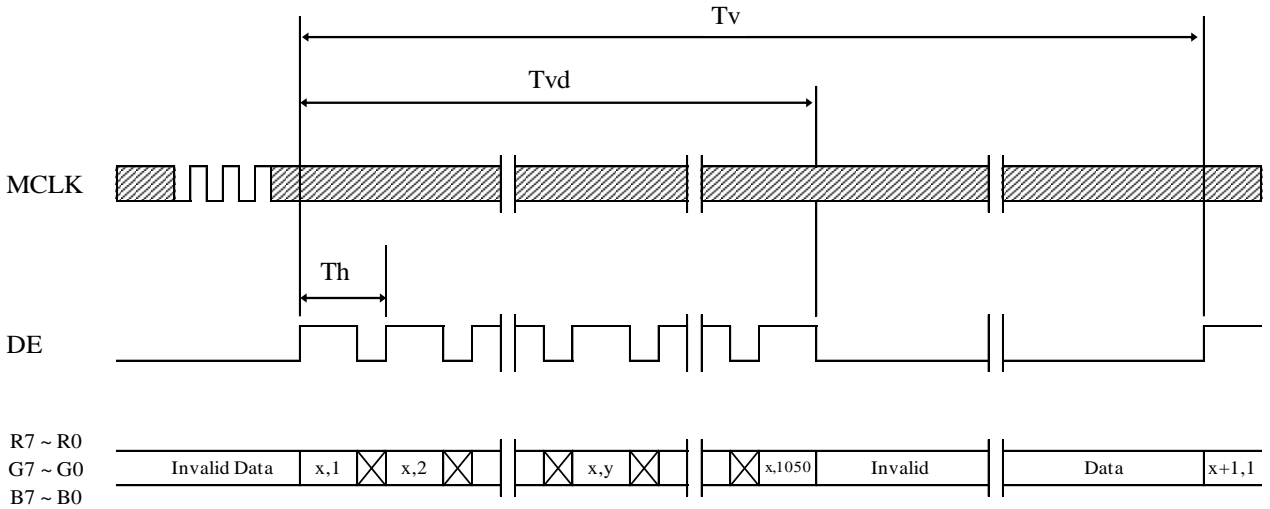 Tv
Tvd
MCLK
Th
DE
R7 ~ R0
G7 ~ G0
B7 ~ B0
Invalid Data
x,1
x,2
x,y
x,1050
Invalid
Data
x+1,1